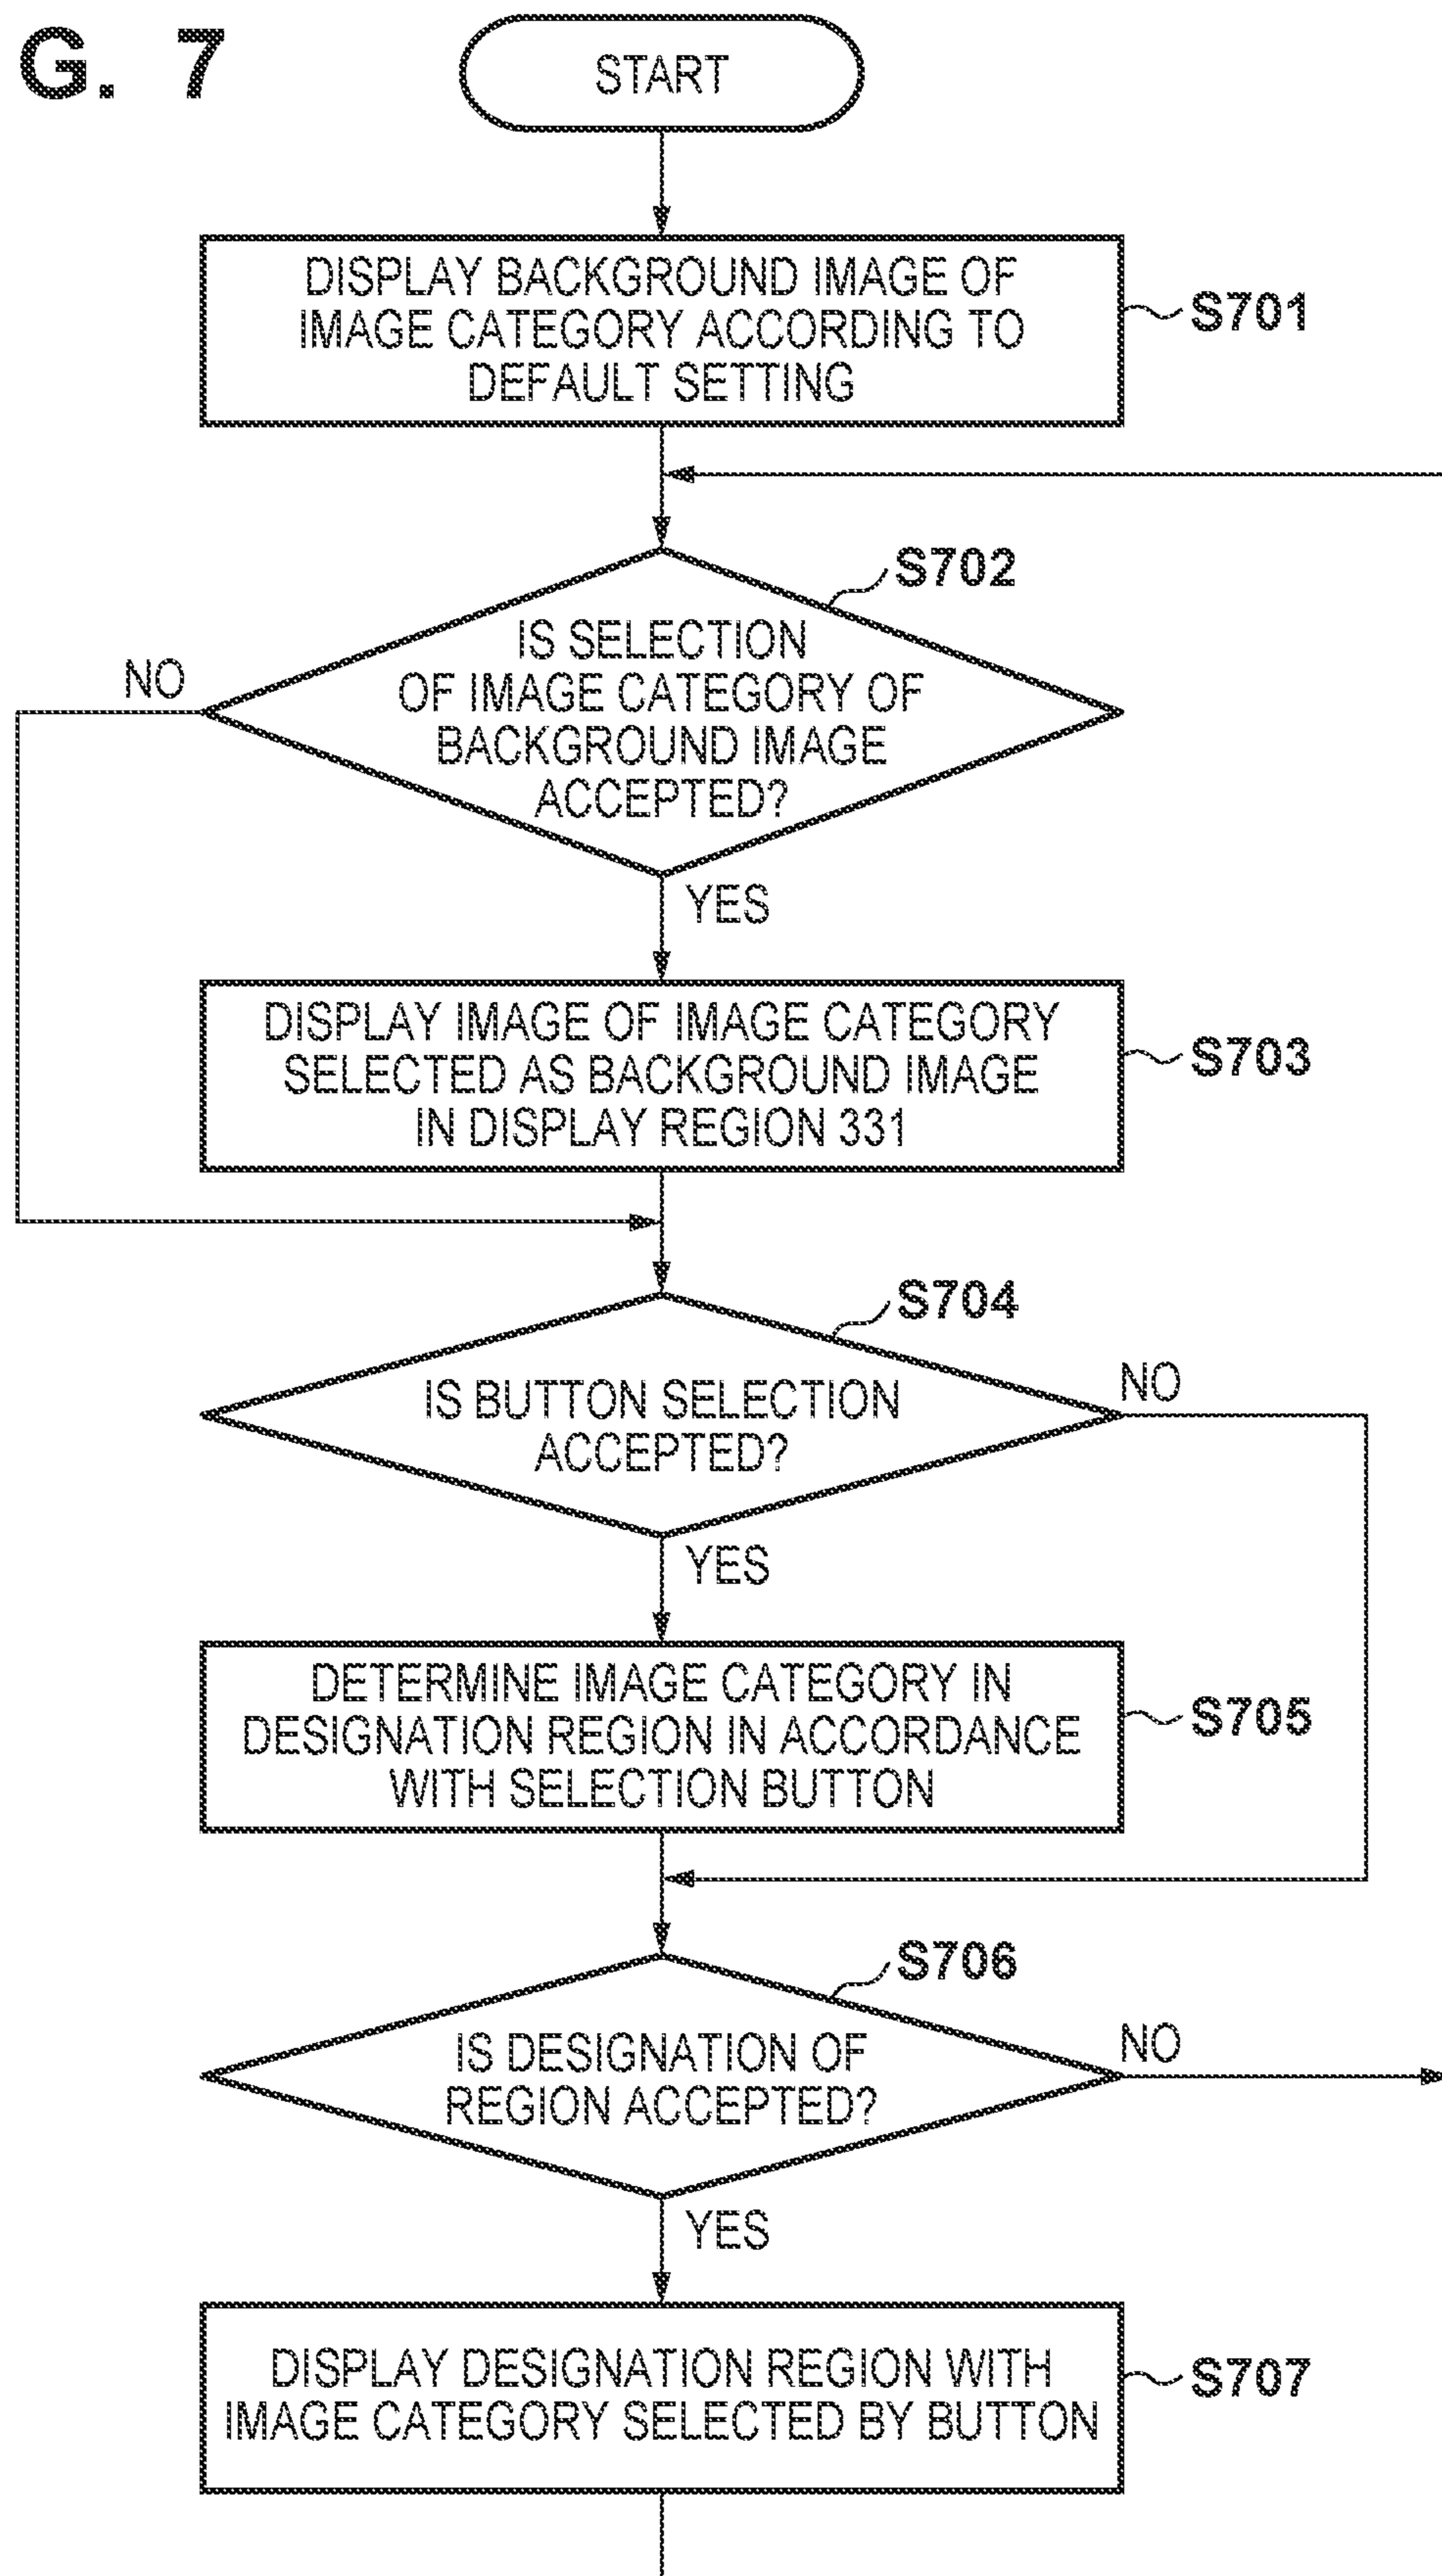 G. 7
START
DISPLAY BACKGROUND IMAGE OF
IMAGE CATEGORY ACCORDING TO
DEFAULT SETTING
S701
S702
IS SELECTION
OF IMAGE CATEGORY OF
BACKGROUND IMAGE
ACCEPTED?
NO
YES
DISPLAY IMAGE OF IMAGE CATEGORY
SELECTED AS BACKGROUND IMAGE
IN DISPLAY REGION 331
S703
S704
IS BUTTON SELECTION
ACCEPTED?
NO
YES
DETERMINE IMAGE CATEGORY IN
DESIGNATION REGION IN ACCORDANCE
WITH SELECTION BUTTON
S705
S706
IS DESIGNATION OF
REGION ACCEPTED?
NO
YES
DISPLAY DESIGNATION REGION WITH
IMAGE CATEGORY SELECTED BY BUTTON
S707